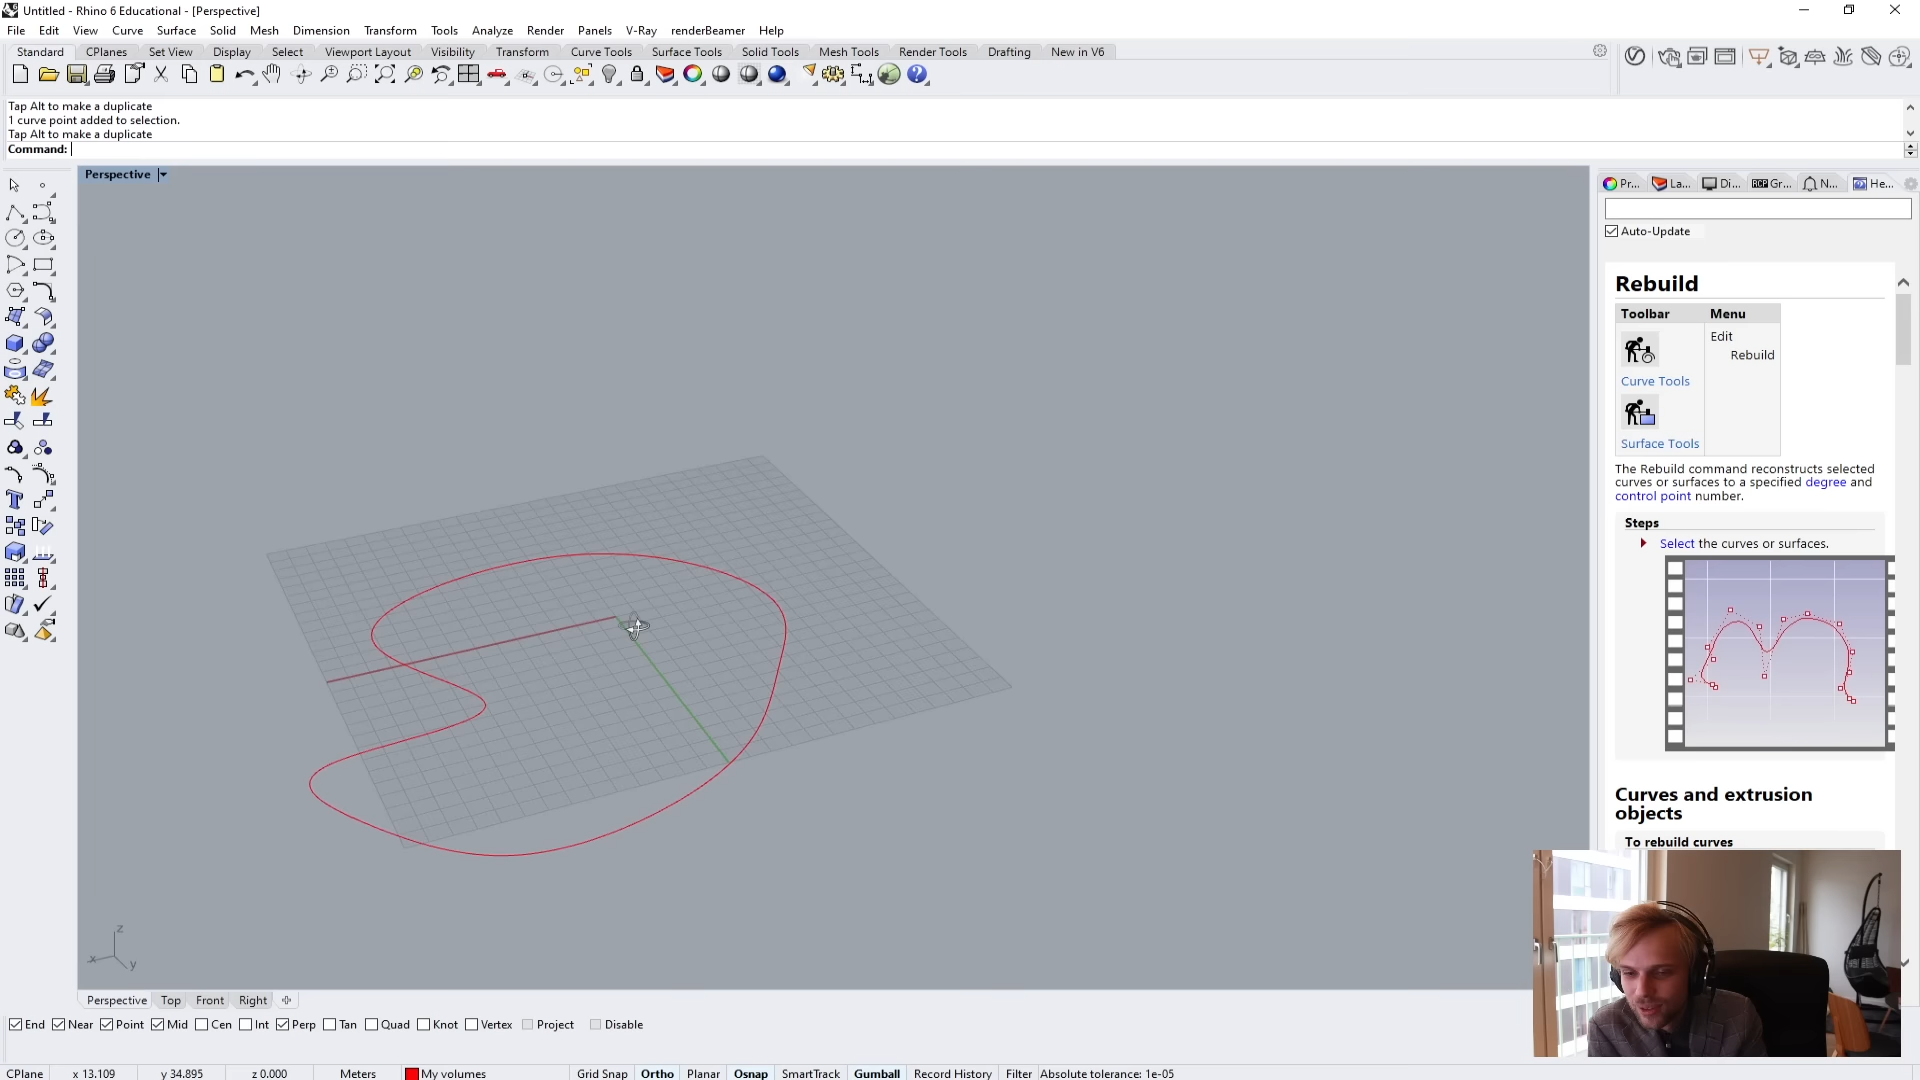 Untitled - Rhino 6 Educational - [Perspective]
File Edit View Curve Surface Solid Mesh Dimension Transform Tools Analyze Render Panels V-Ray renderBeamer Help
Standard CPlanes Set View Display Select Viewport Layout Visibility Transform Curve Tools Surface Tools Solid Tools Mesh Tools Render Tools Drafting New in V6
Tap Alt to make a duplicate
1 curve point added to selection.
Tap Alt to make a duplicate
Command:
Perspective
Pr... La... Di... RCP Gr... N... He...
Auto-Update
Rebuild
Toolbar Menu
Edit
Rebuild
Curve Tools
Surface Tools
The Rebuild command reconstructs selected
curves or surfaces to a specified degree and
control point number.
Steps
Select the curves or surfaces.
Curves and extrusion
objects
To rebuild curves
z
x
y
Perspective Top Front Right
End Near Point Mid Cen Int Perp Tan Quad Knot Vertex Project Disable
CPlane x 13.109 y 34.895 z 0.000 Meters My volumes Grid Snap Ortho Planar Osnap SmartTrack Gumball Record History Filter Absolute tolerance: 1e-05